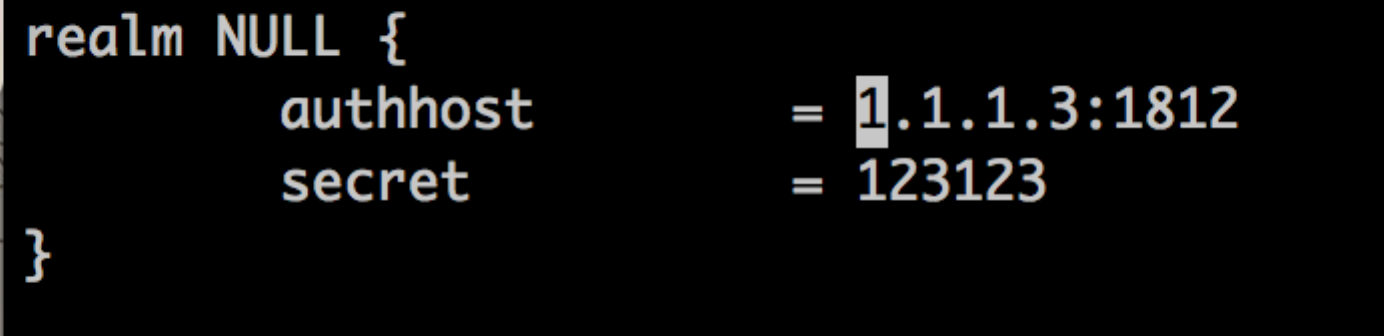 realm NULL {
        authhost        = 1.1.1.3:1812
        secret          = 123123
}